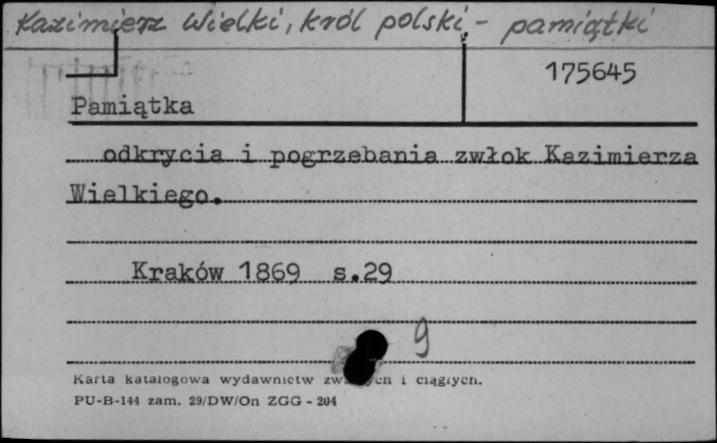 Kazimierz Wielki, król polski - pamiątki
175645
Pamiątka
odkrycia i pogrzebania zwłok Kazimierza
Wielkiego.
Kraków 1869 s.29
9
Karta katalogowa wydawnictw i ciągłych.
PU-B-144 zam. 29/DW/On ZGG - 204